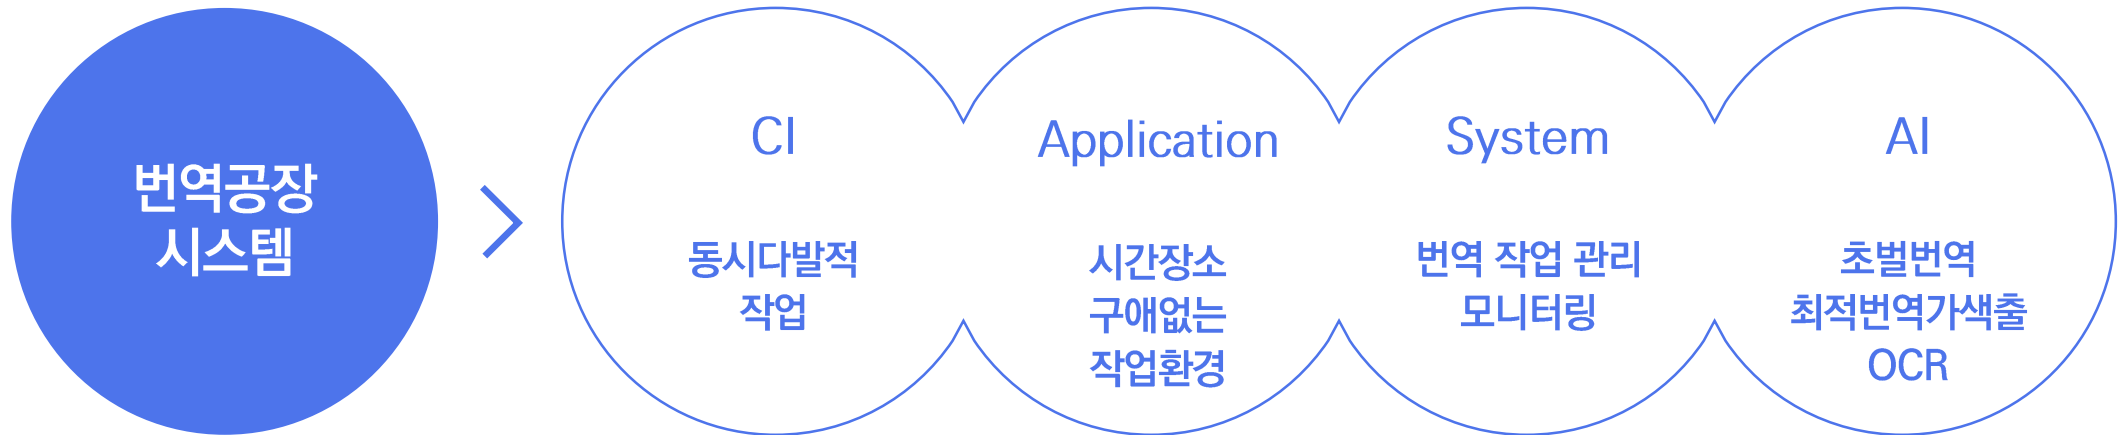 번역공장
시스템
CI
동시다발적
작업
Application
시간장소
구애없는
작업환경
System
번역 작업 관리
모니터링
AI
초벌번역
최적번역가색출
OCR